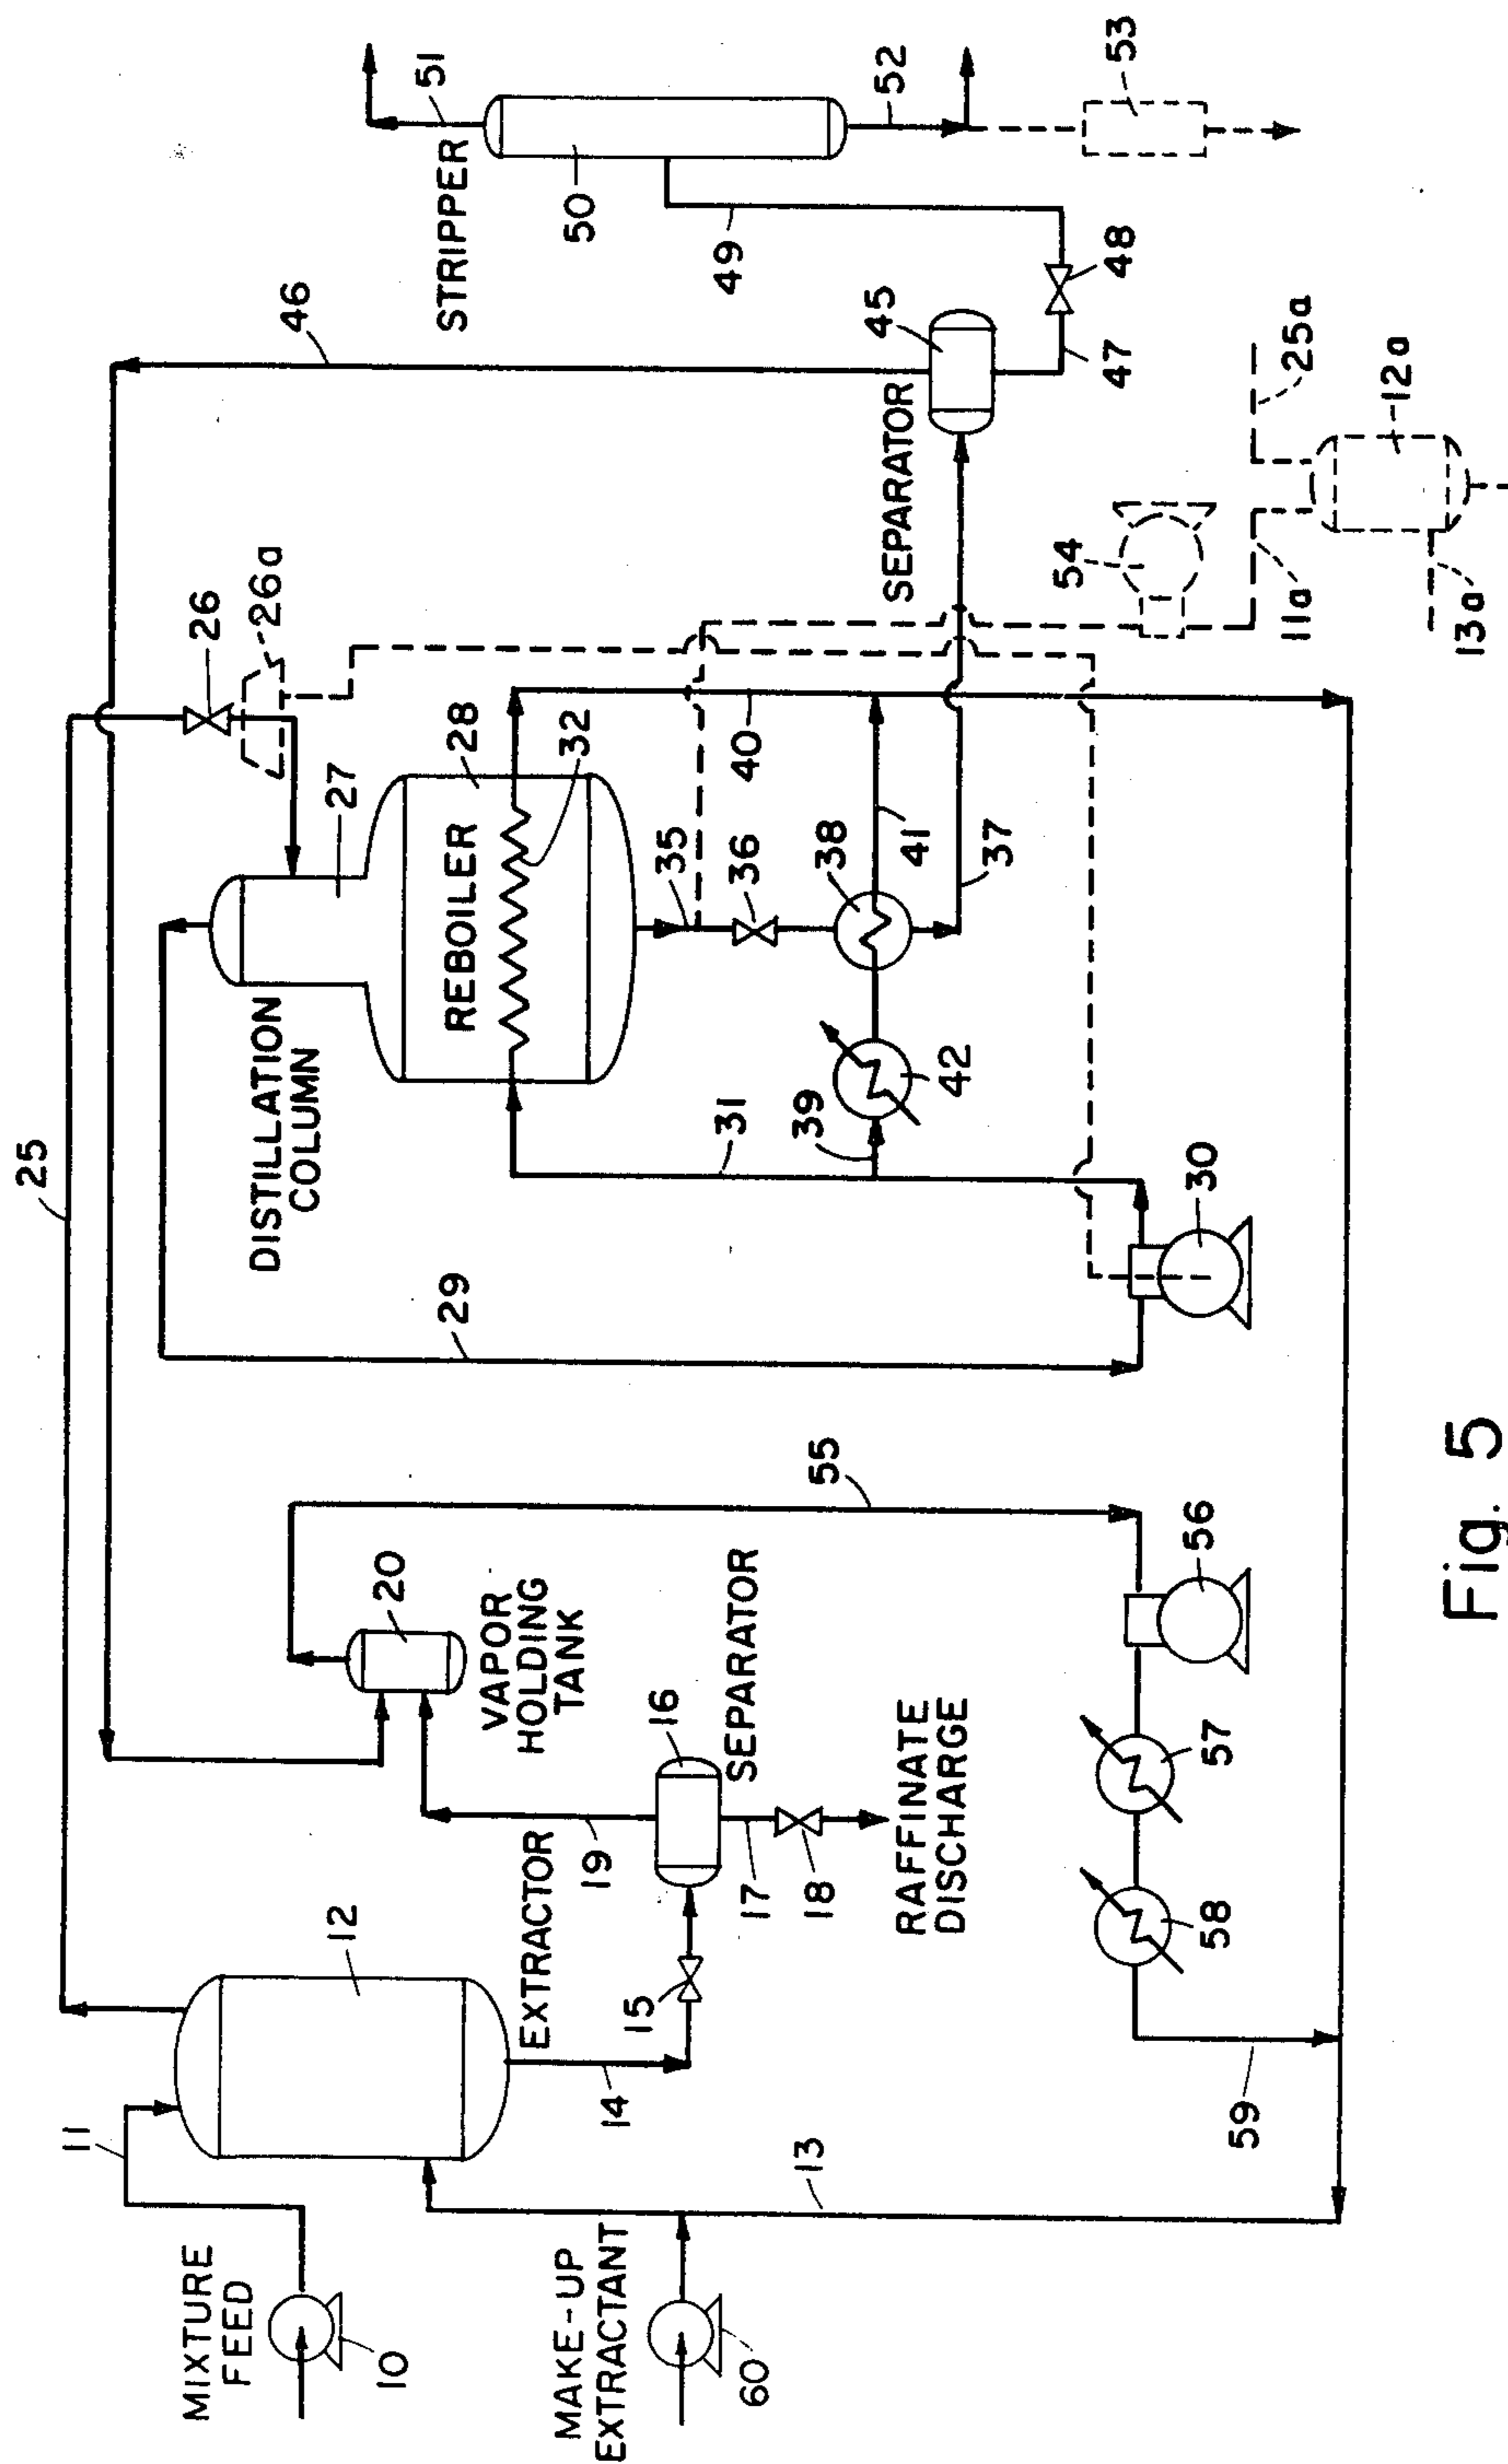 25
46
51
STRIPPER
50
52
53
49
48
47
45
SEPARATOR
26
26a
27
28
32
REBOILER
DISTILLATION
COLUMN
35
36
38
40
41
37
42
39
31
29
30
54
11a
25a
12a
13a
11
12
EXTRACTOR
MIXTURE
FEED
10
MAKE-UP
EXTRACTANT
60
13
14
15
16
SEPARATOR
17
18
19
RAFFINATE
DISCHARGE
20
VAPOR
HOLDING
TANK
55
56
57
58
59
Fig. 5